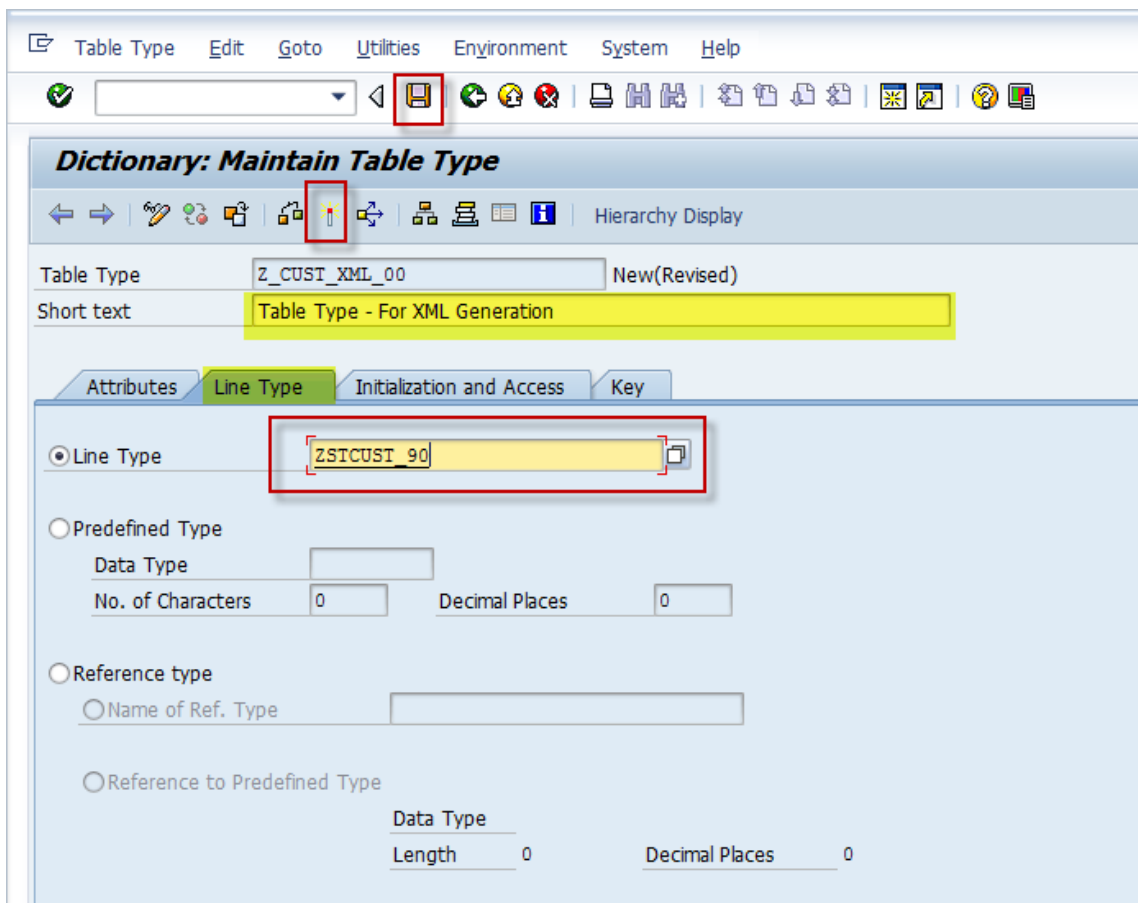 Table Type Edit Goto Utilities Environment System Help
Dictionary: Maintain Table Type
Hierarchy Display
Table Type Z_CUST_XML_00 New(Revised)
Short text Table Type - For XML Generation
Attributes Line Type Initialization and Access Key
Line Type ZSTCUST_90
Predefined Type
Data Type
No. of Characters 0 Decimal Places 0
Reference type
Name of Ref. Type
Reference to Predefined Type
Data Type
Length 0 Decimal Places 0